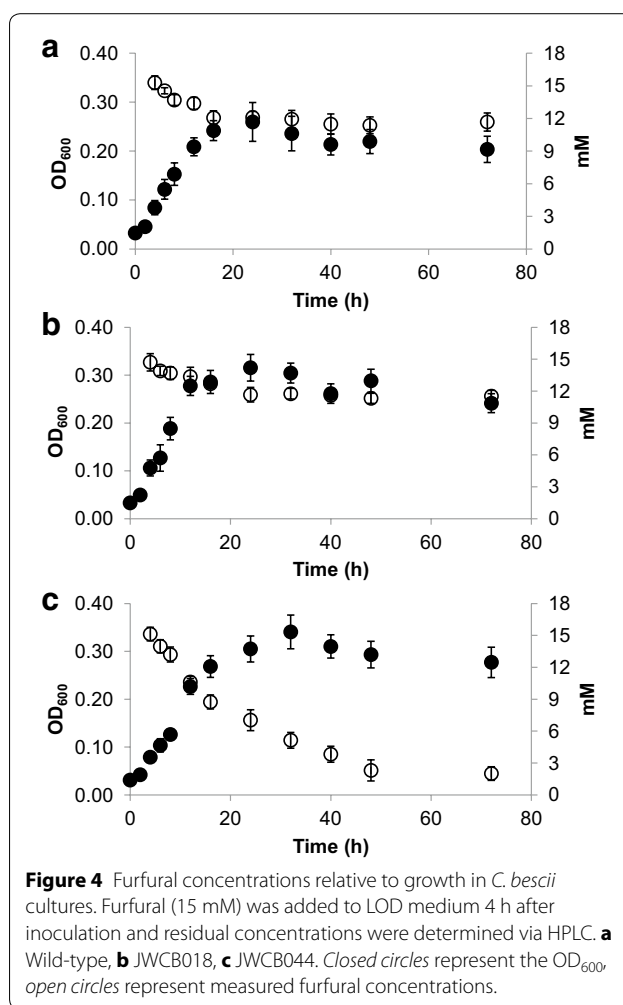 a
0.40
0.30
0.20
0.10
0.00
OD600
18
15
12
9
6
3
0
mM
0 20 40 60 80
Time (h)
b
0.40
0.30
0.20
0.10
0.00
OD600
18
15
12
9
6
3
0
mM
0 20 40 60 80
Time (h)
c
0.40
0.30
0.20
0.10
0.00
OD600
18
15
12
9
6
3
0
mM
0 20 40 60 80
Time (h)
Figure 4 Furfural concentrations relative to growth in C. bescii
cultures. Furfural (15 mM) was added to LOD medium 4 h after
inoculation and residual concentrations were determined via HPLC. a
Wild-type, b JWCB018, c JWCB044. Closed circles represent the OD600,
open circles represent measured furfural concentrations.